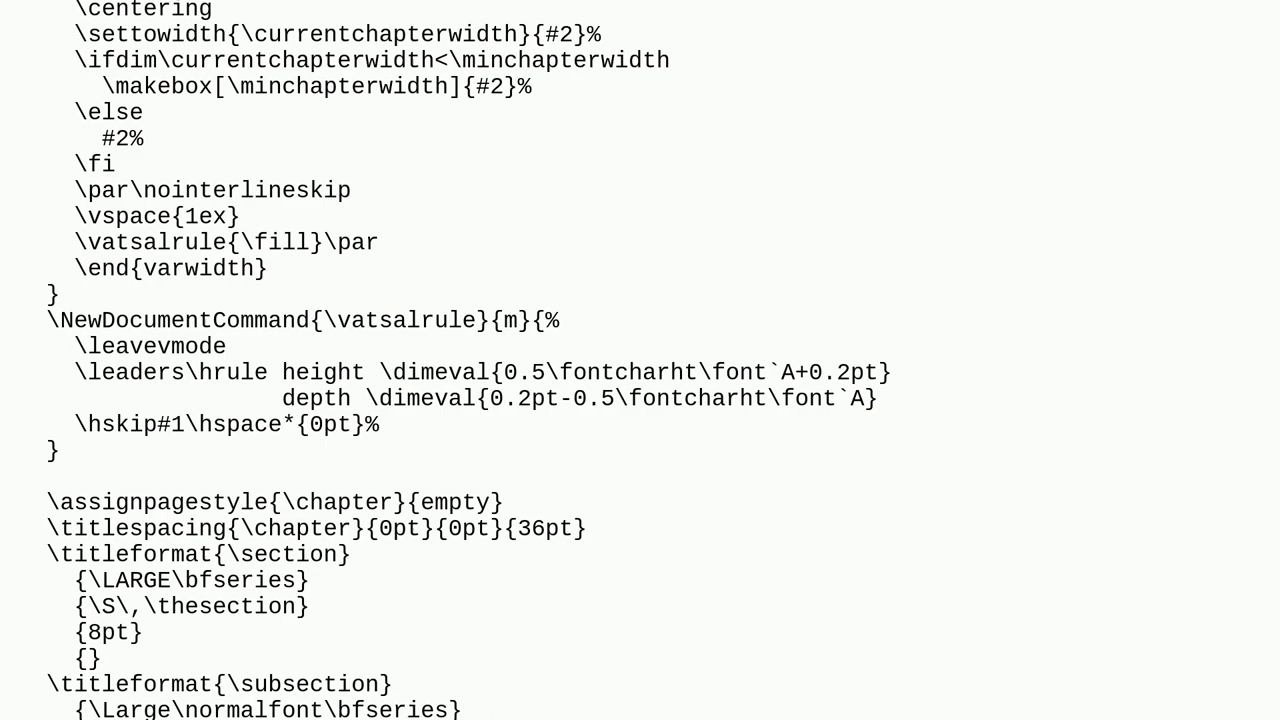 \centering
\settowidth{\currentchapterwidth}{#2}%
\ifdim\currentchapterwidth<\minchapterwidth
\makebox[\minchapterwidth]{#2}%
\else
#2%
\fi
\par\nointerlineskip
\vspace{1ex}
\vatsalrule{\fill}\par
\end{varwidth}
}
\NewDocumentCommand{\vatsalrule}{m}{%
\leavevmode
\leaders\hrule height \dimeval{0.5\fontcharht\font`A+0.2pt}
depth \dimeval{0.2pt-0.5\fontcharht\font`A}
\hskip#1\hspace*{0pt}%
}
\assignpagestyle{\chapter}{empty}
\titlespacing{\chapter}{0pt}{0pt}{36pt}
\titleformat{\section}
{\LARGE\bfseries}
{\S\,\thesection}
{8pt}
{}
\titleformat{\subsection}
{\Large\normalfont\bfseries}